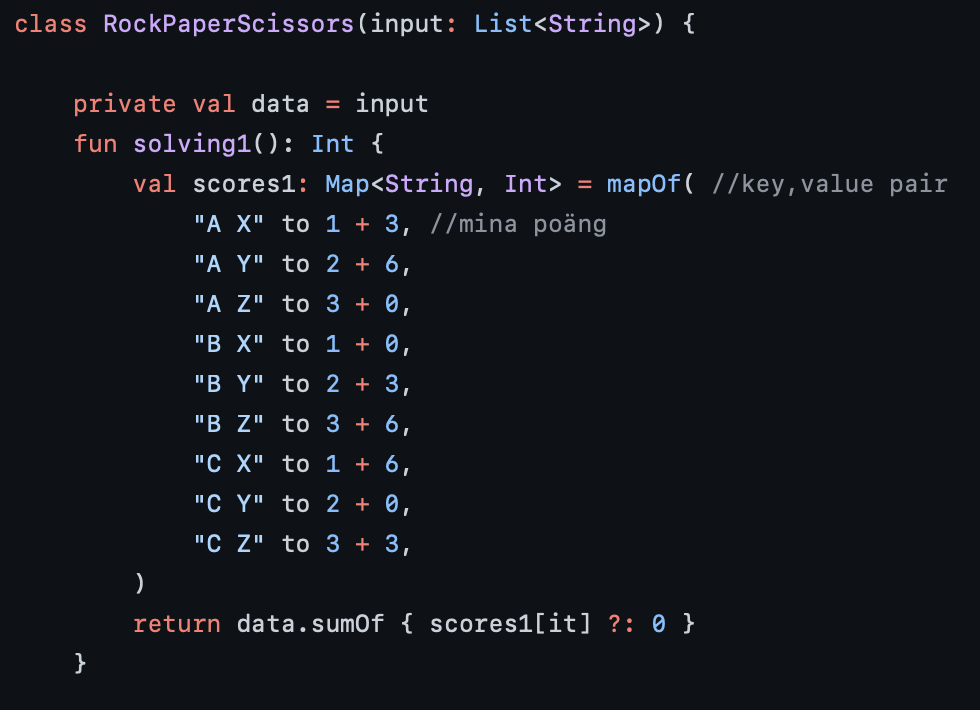 class RockPaperScissors(input: List<String>) {
    private val data = input
    fun solving1(): Int {
        val scores1: Map<String, Int> = mapOf( //key,value pair
            "A X" to 1 + 3, //mina poäng
            "A Y" to 2 + 6,
            "A Z" to 3 + 0,
            "B X" to 1 + 0,
            "B Y" to 2 + 3,
            "B Z" to 3 + 6,
            "C X" to 1 + 6,
            "C Y" to 2 + 0,
            "C Z" to 3 + 3,
        )
        return data.sumOf { scores1[it] ?: 0 }
    }